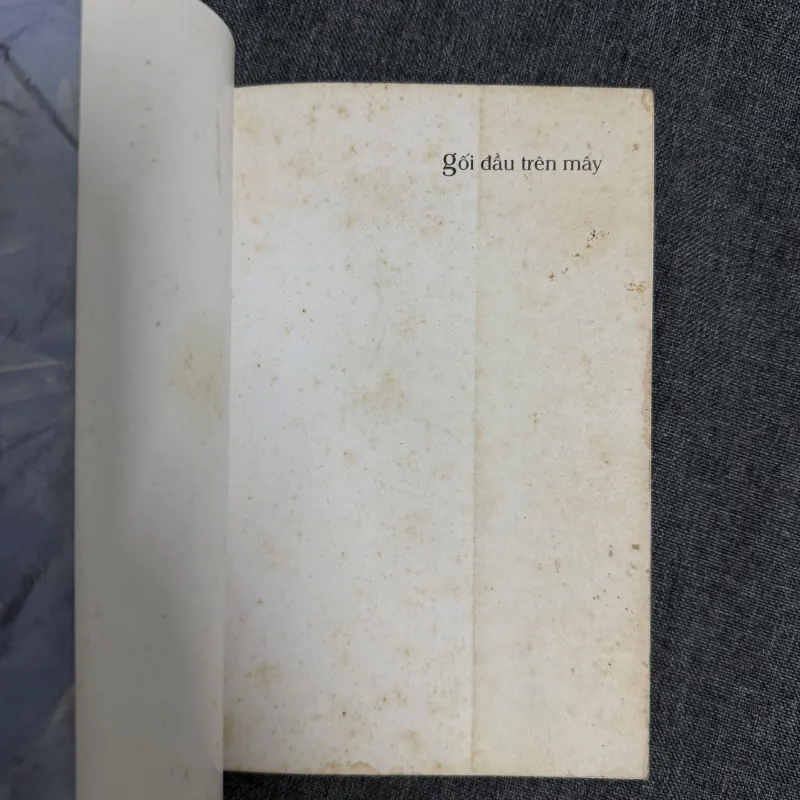 gối đầu trên mây